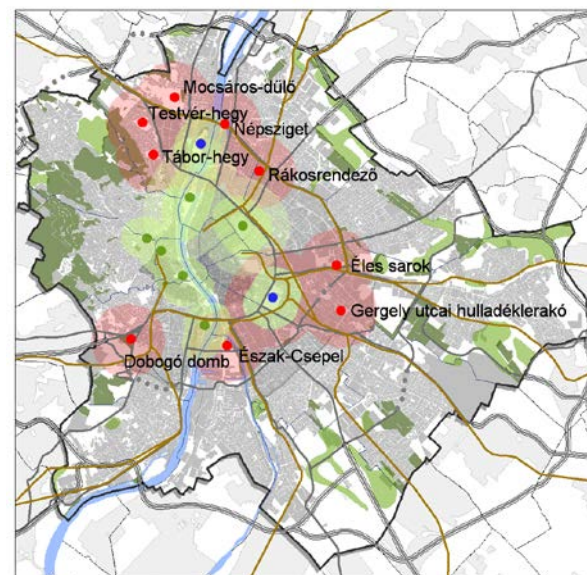 Mocsáros-dűlő
Testvér-hegy
Népsziget
Tábor-hegy
Rákosrendező
Éles sarok
Gergely utcai hulladéklerakó
Észak-Csepel
Dobogó domb